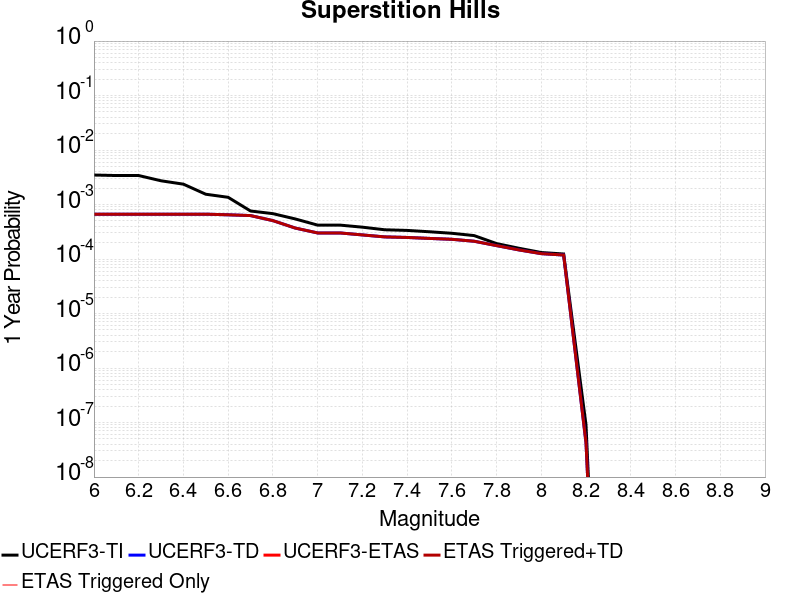 Superstition Hills
10^0
10^-1
10^-2
10^-3
10^-4
10^-5
10^-6
10^-7
10^-8
1 Year Probability
6 6.2 6.4 6.6 6.8 7 7.2 7.4 7.6 7.8 8 8.2 8.4 8.6 8.8 9
Magnitude
UCERF3-TI UCERF3-TD UCERF3-ETAS ETAS Triggered+TD
ETAS Triggered Only